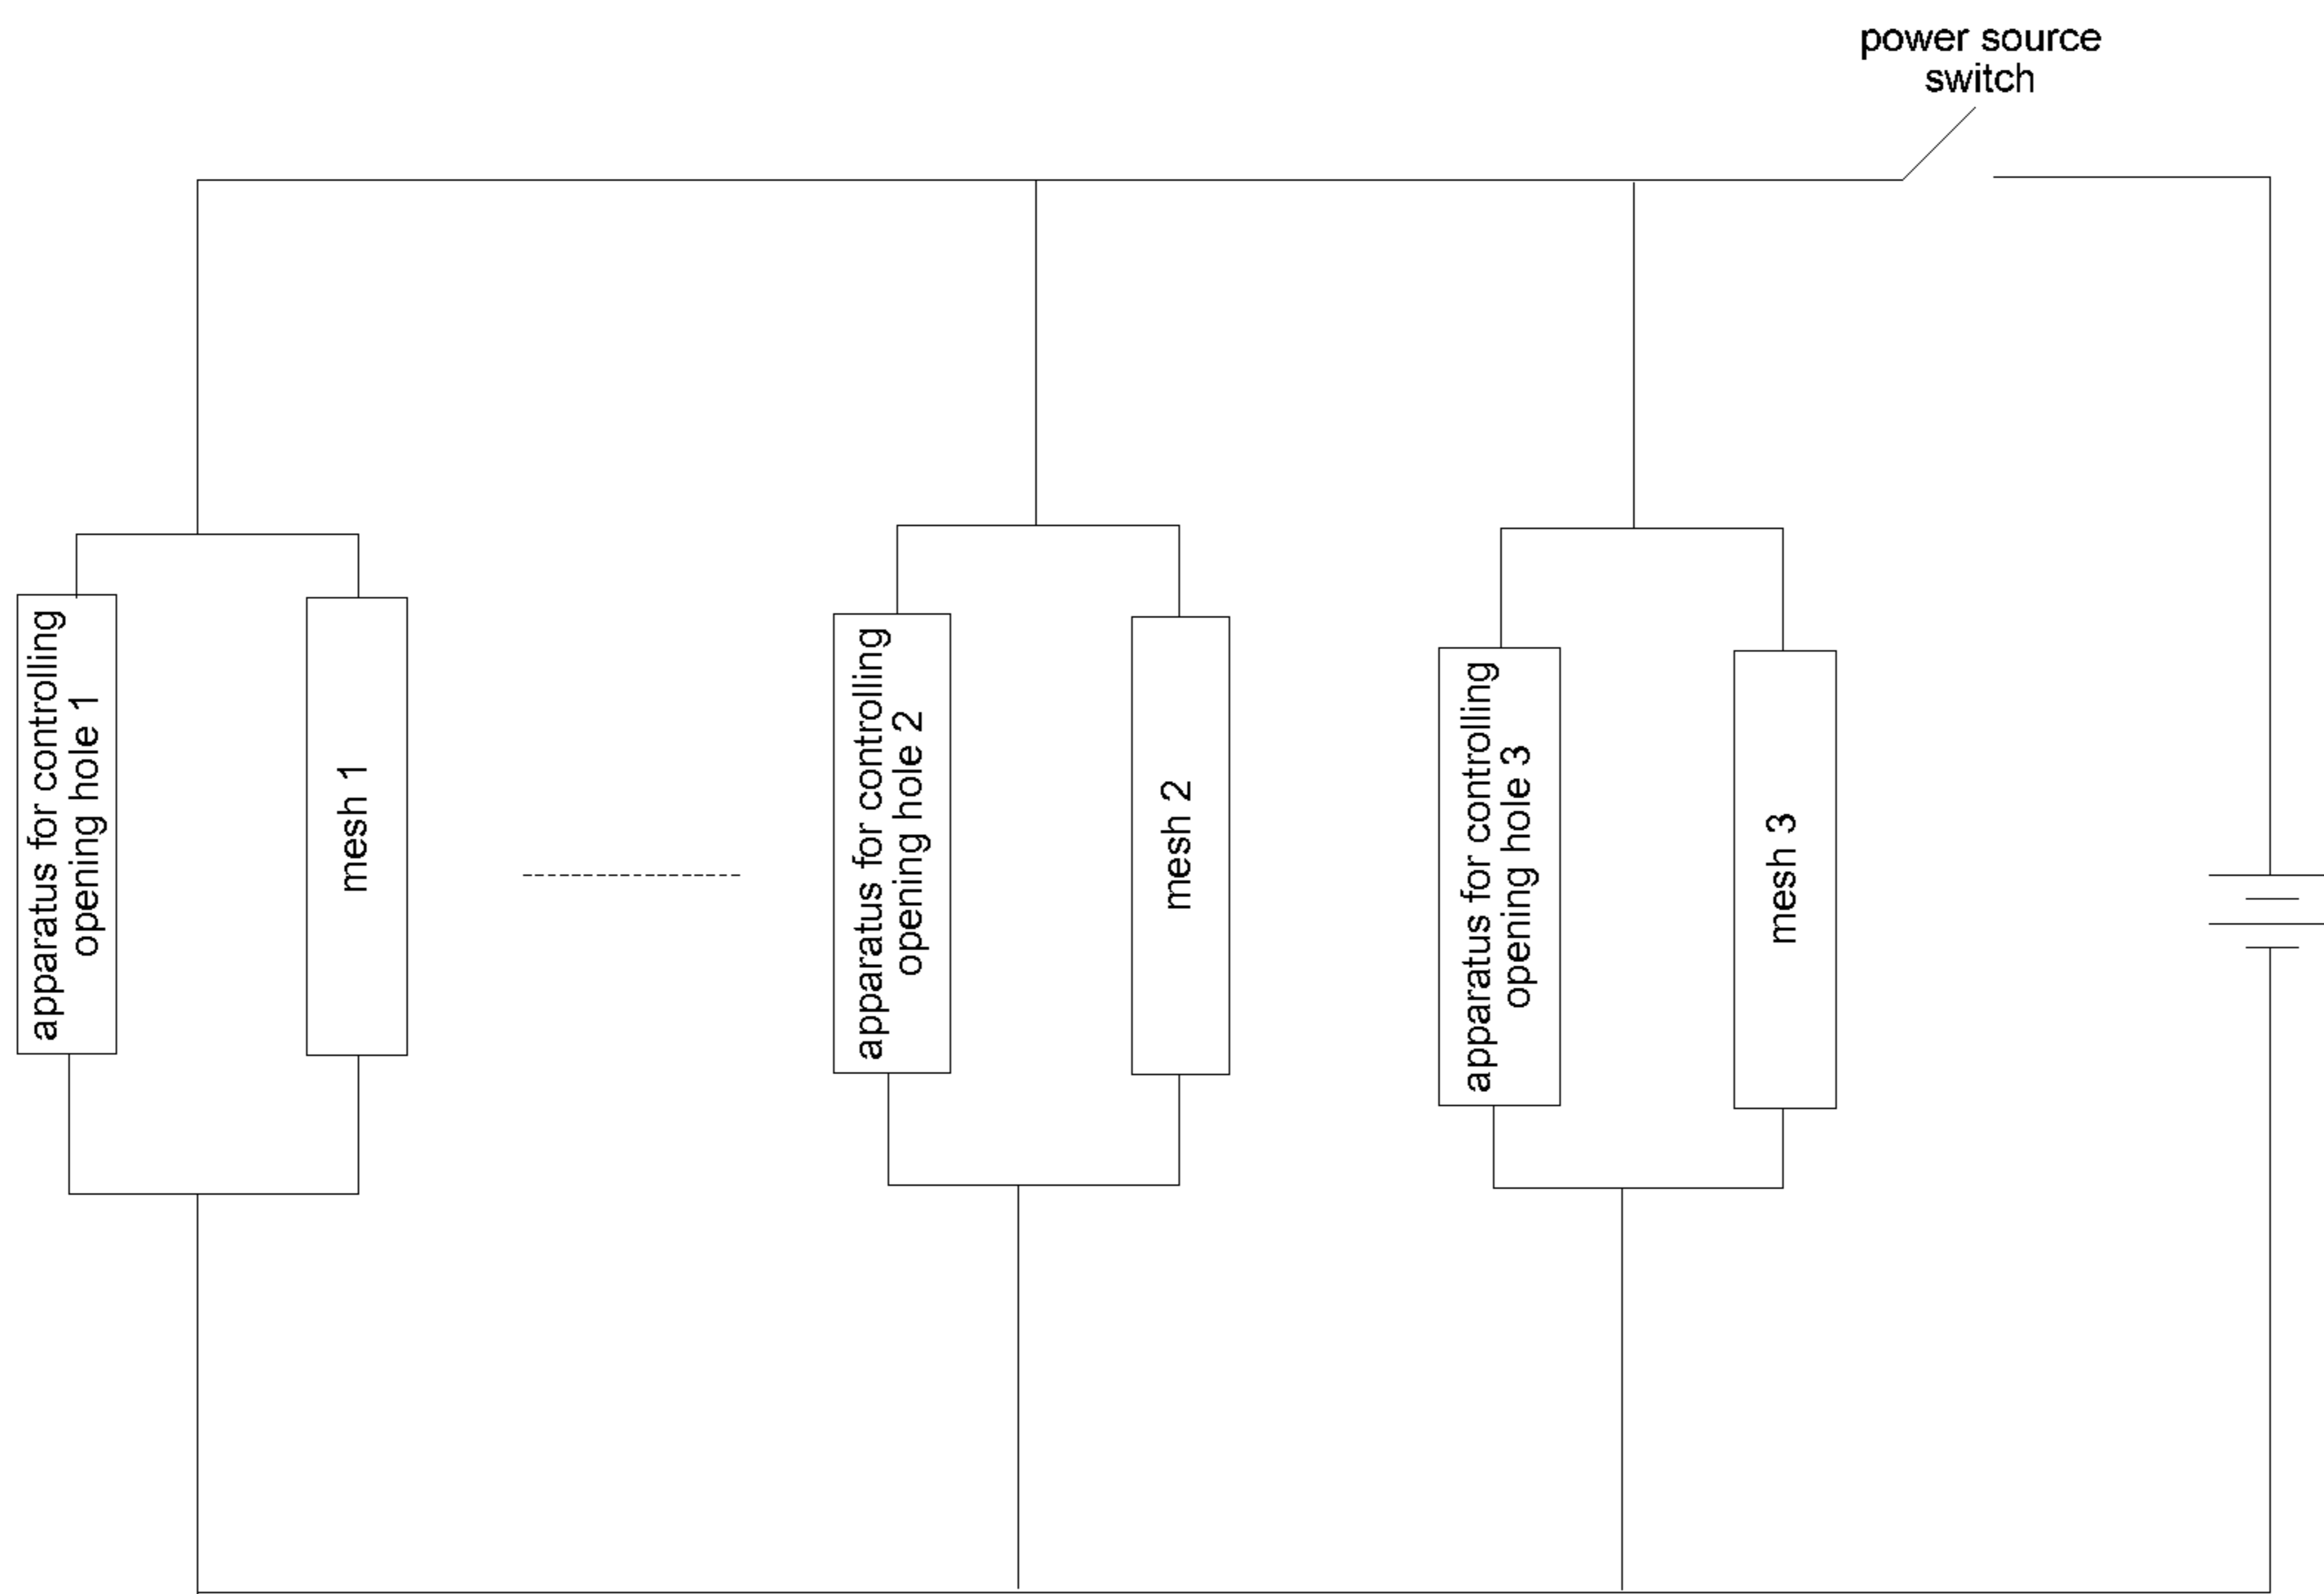 power source
switch
apparatus for controlling
opening hole 1
mesh 1
apparatus for controlling
opening hole 2
mesh 2
apparatus for controlling
opening hole 3
mesh 3